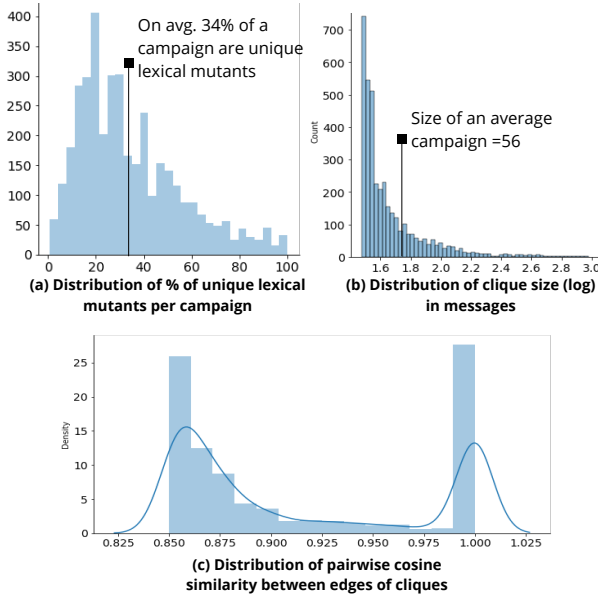 400
350
300
250
200
150
100
50
0
0 20 40 60 80 100
On avg. 34% of a
campaign are unique
lexical mutants
(a) Distribution of % of unique lexical
mutants per campaign
700
600
500
400
300
200
100
0
Count
1.6 1.8 2.0 2.2 2.4 2.6 2.8 3.0
Size of an average
campaign =56
(b) Distribution of clique size (log)
in messages
25
20
15
10
5
0
Density
0.825 0.850 0.875 0.900 0.925 0.950 0.975 1.000 1.025
(c) Distribution of pairwise cosine
similarity between edges of cliques